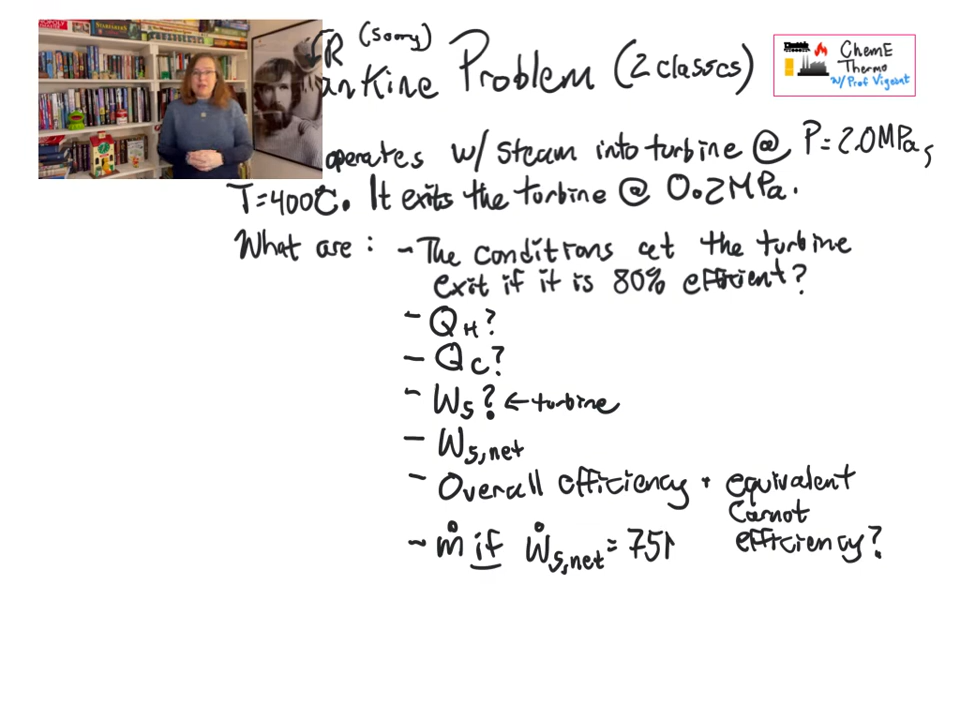 R (sorry)
ankine Problem (2 classes)
ChemE
Thermo
w/ Prof Vigeant
operates w/ steam into turbine @ P=2.0MPa,
T=400°C. It exits the turbine @ 0.2MPa.
What are: - The conditions at the turbine
exit if it is 80% efficient?
- QH?
- QC?
- WS? ← turbine
- WS,net
- Overall efficiency + equivalent
Carnot
efficiency?
- ṁ if ẆS,net = 751